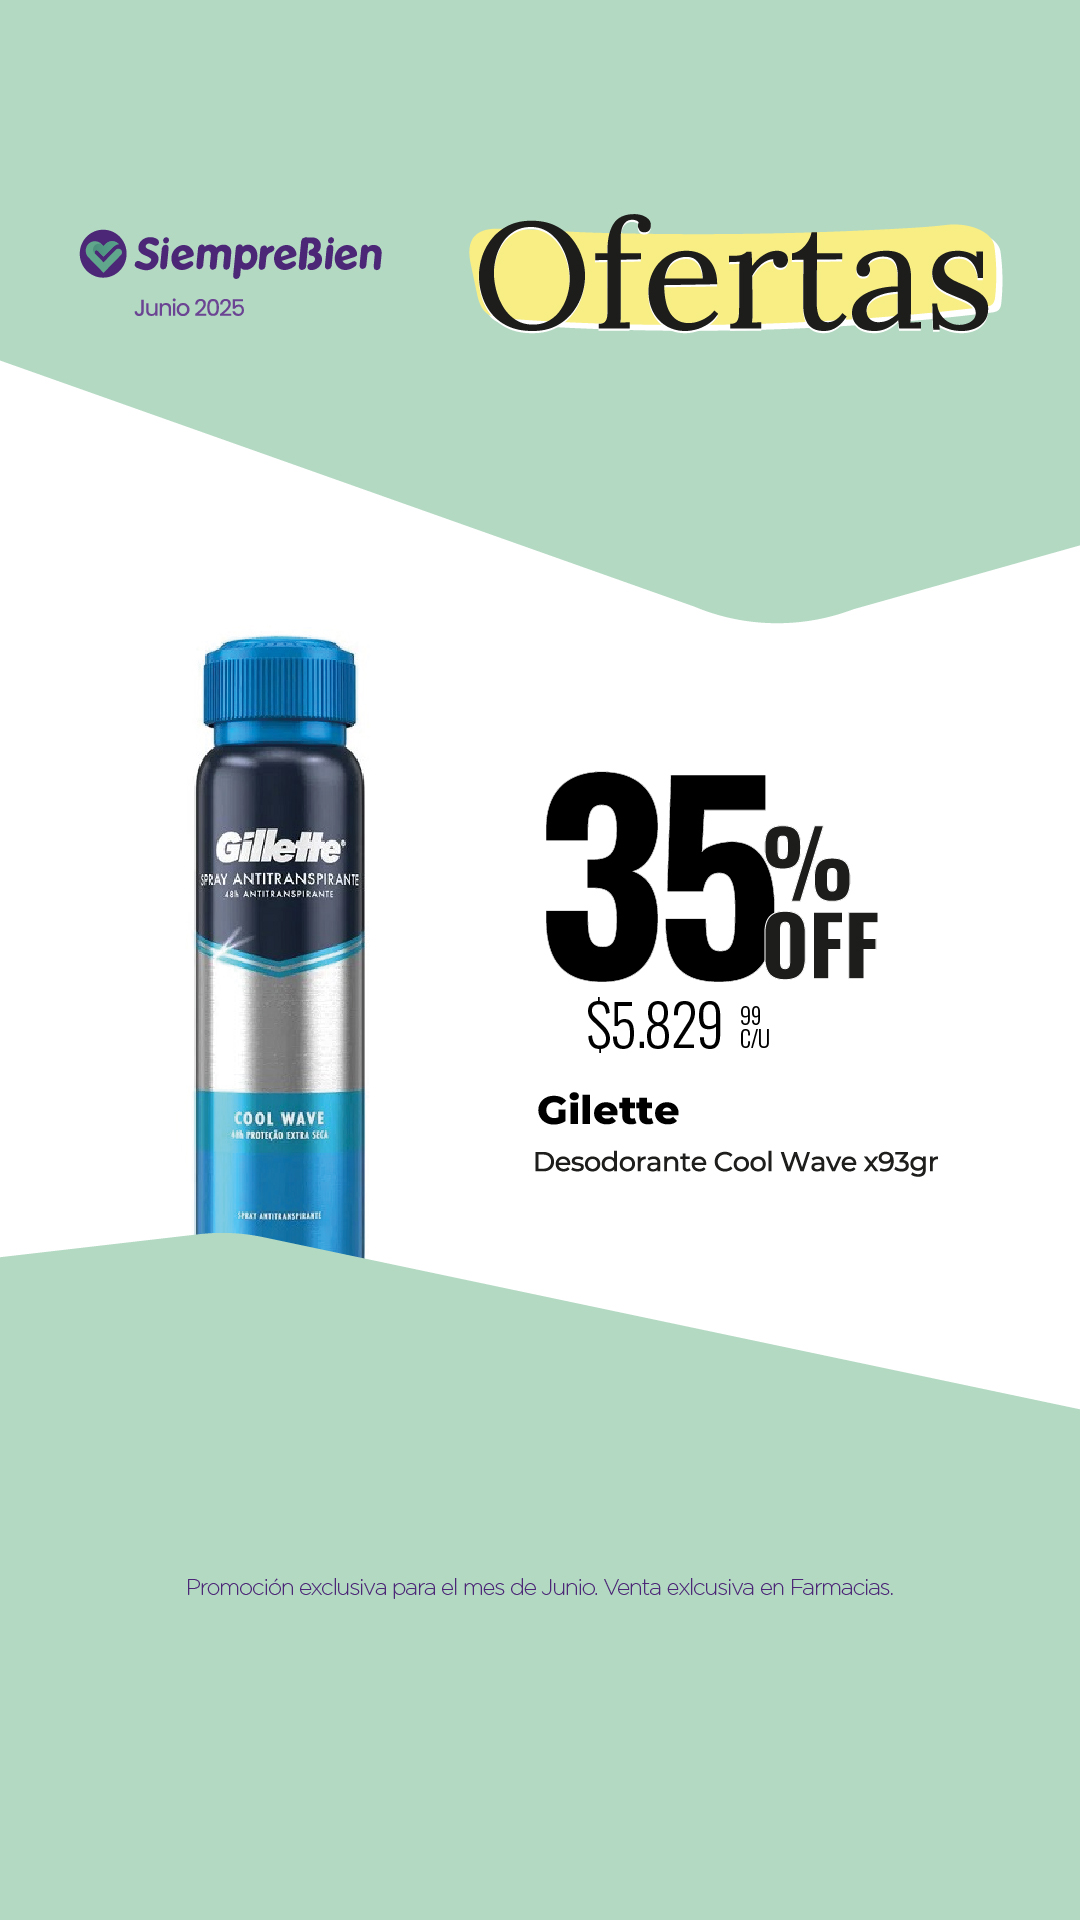 SiempreBien
Junio 2025
Ofertas
Gillette
SPRAY ANTITRANSPIRANTE
48h ANTITRANSPIRANTE
COOL WAVE
48h PROTEÇÃO EXTRA SECA
SPRAY ANTITRANSPIRANTE
35%
OFF
$5.829 99
C/U
Gilette
Desodorante Cool Wave x93gr
Promoción exclusiva para el mes de Junio. Venta exlcusiva en Farmacias.